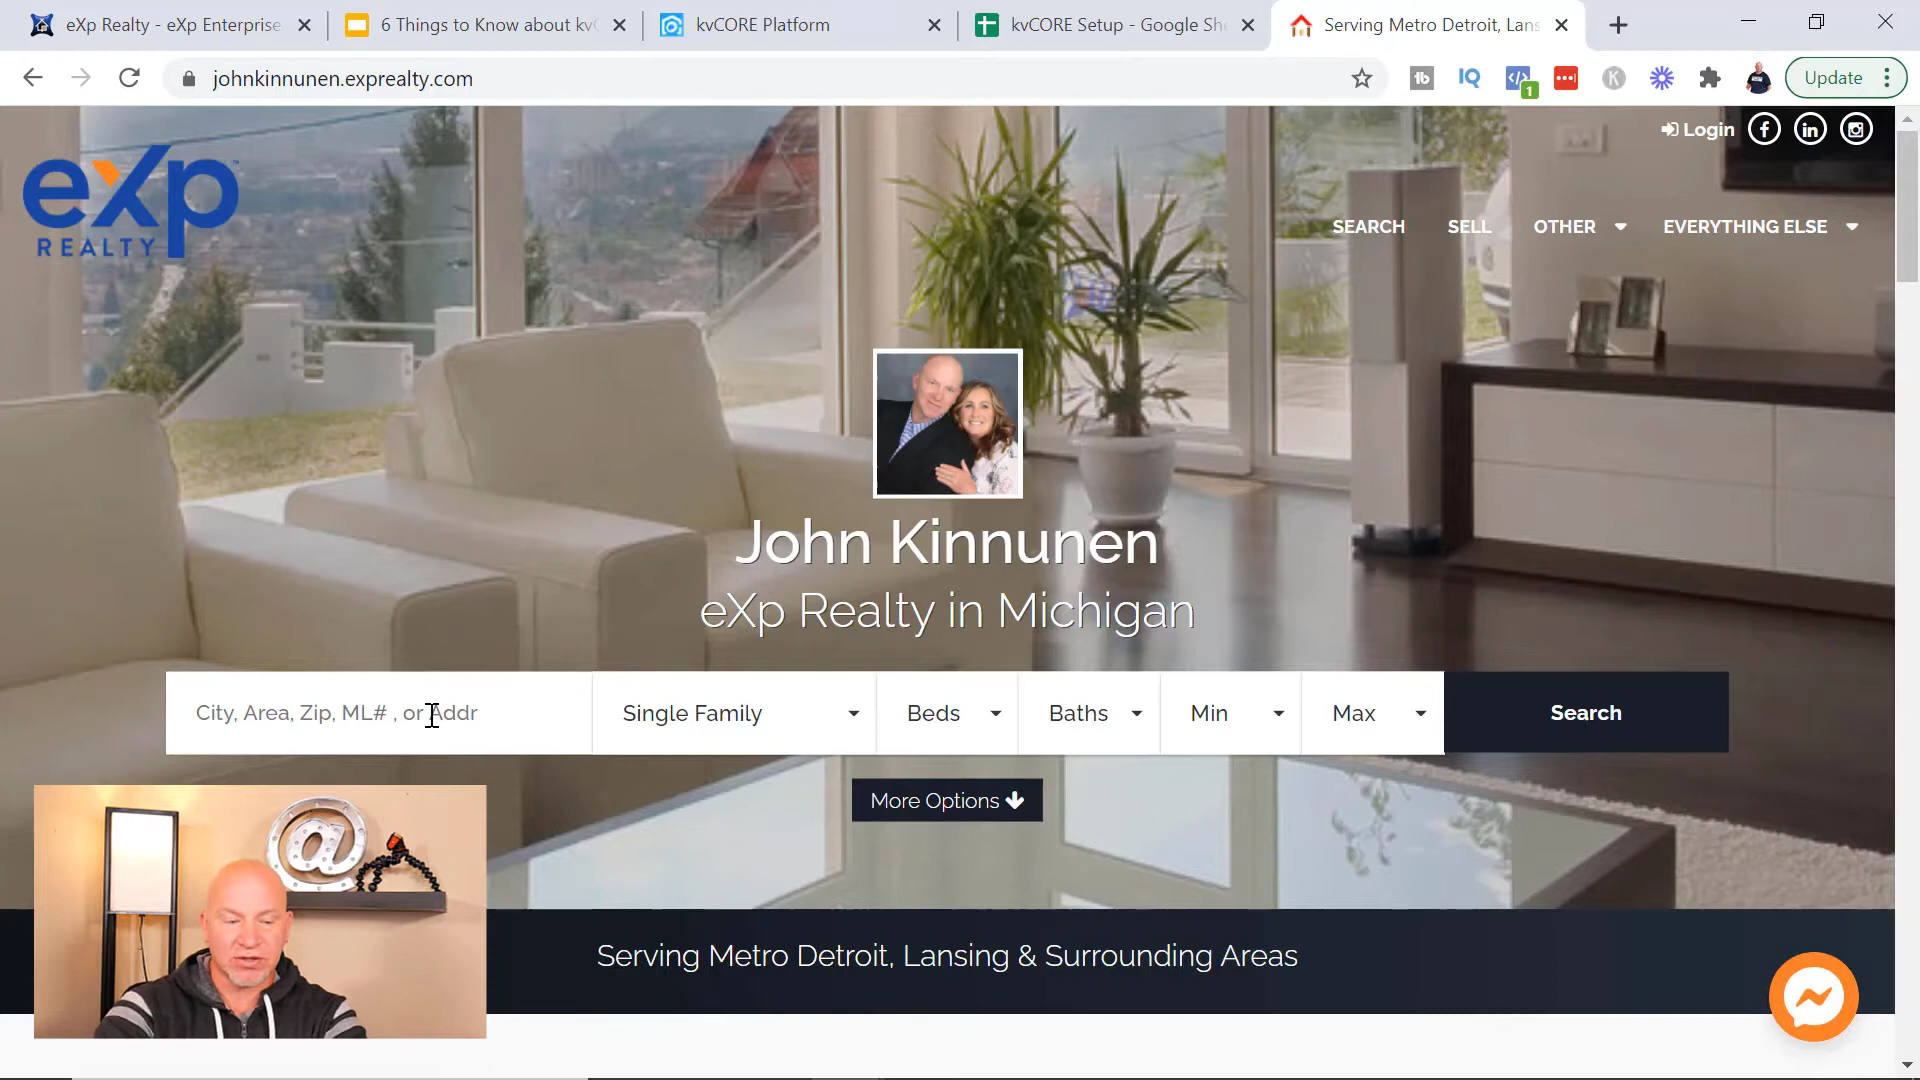 eXp Realty - eXp Enterprise
6 Things to Know about kvC
kvCORE Platform
kvCORE Setup - Google She
Serving Metro Detroit, Lans
johnkinnunen.exprealty.com
1
Update
Login
eXp
REALTY
SEARCH
SELL
OTHER
EVERYTHING ELSE
John Kinnunen
eXp Realty in Michigan
City, Area, Zip, ML# , or Addr
Single Family
Beds
Baths
Min
Max
Search
More Options
@
Serving Metro Detroit, Lansing & Surrounding Areas